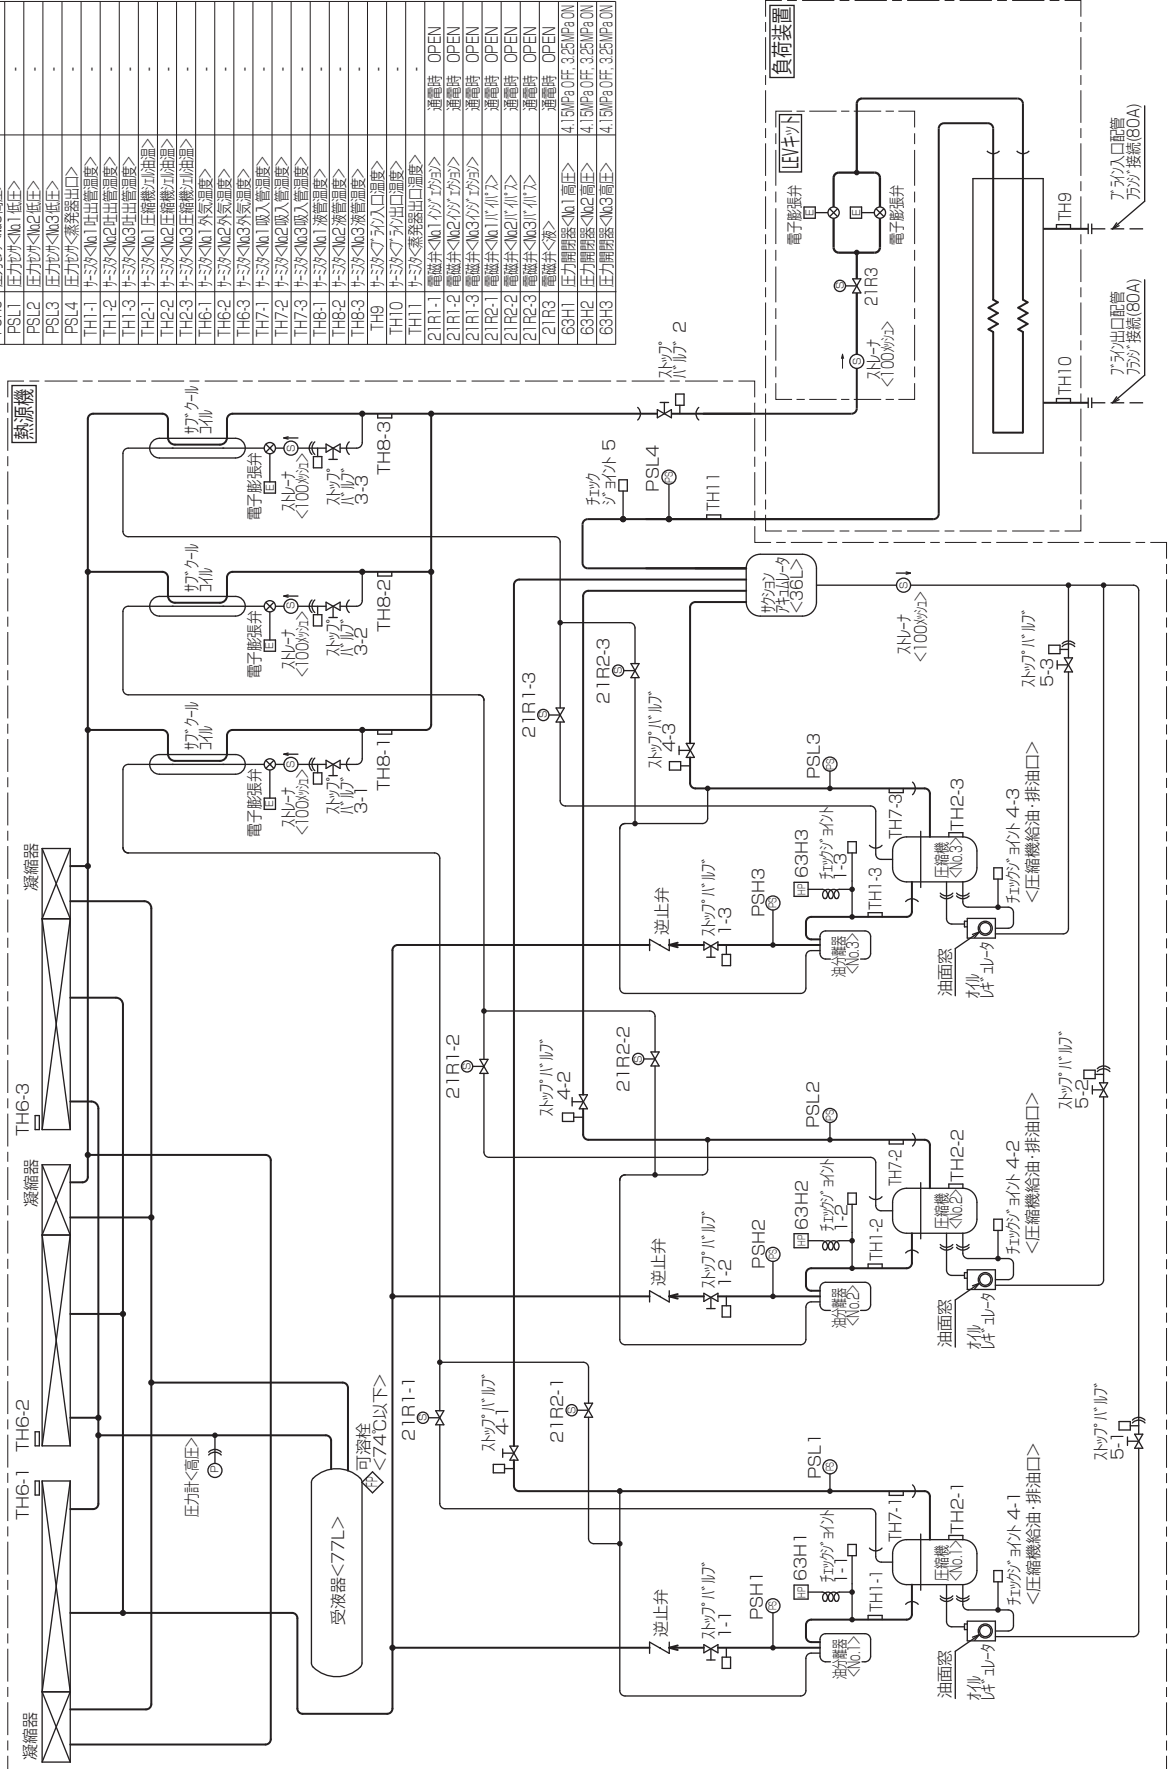 PSL1 圧力センサ<No.1低圧> -
PSL2 圧力センサ<No.2低圧> -
PSL3 圧力センサ<No.3低圧> -
PSL4 圧力センサ<蒸発器出口> -
TH1-1 サーミスタ<No.1吐出管温度> -
TH1-2 サーミスタ<No.2吐出管温度> -
TH1-3 サーミスタ<No.3吐出管温度> -
TH2-1 サーミスタ<No.1圧縮機シェル油温> -
TH2-2 サーミスタ<No.2圧縮機シェル油温> -
TH2-3 サーミスタ<No.3圧縮機シェル油温> -
TH6-1 サーミスタ<No.1外気温度> -
TH6-2 サーミスタ<No.2外気温度> -
TH6-3 サーミスタ<No.3外気温度> -
TH7-1 サーミスタ<No.1吸入管温度> -
TH7-2 サーミスタ<No.2吸入管温度> -
TH7-3 サーミスタ<No.3吸入管温度> -
TH8-1 サーミスタ<No.1液管温度> -
TH8-2 サーミスタ<No.2液管温度> -
TH8-3 サーミスタ<No.3液管温度> -
TH9 サーミスタ<ブライン入口温度> -
TH10 サーミスタ<ブライン出口温度> -
TH11 サーミスタ<蒸発器出口温度> -
21R1-1 電磁弁<No.1インジェクション> 通電時 OPEN
21R1-2 電磁弁<No.2インジェクション> 通電時 OPEN
21R1-3 電磁弁<No.3インジェクション> 通電時 OPEN
21R2-1 電磁弁<No.1バイパス> 通電時 OPEN
21R2-2 電磁弁<No.2バイパス> 通電時 OPEN
21R2-3 電磁弁<No.3バイパス> 通電時 OPEN
21R3 電磁弁<液> 通電時 OPEN
63H1 圧力開閉器<No.1高圧> 4.15MPa OFF, 3.25MPa ON
63H2 圧力開閉器<No.2高圧> 4.15MPa OFF, 3.25MPa ON
63H3 圧力開閉器<No.3高圧> 4.15MPa OFF, 3.25MPa ON
熱源機
凝縮器
凝縮器
凝縮器
TH6-1
TH6-2
TH6-3
圧力計<高圧>
P
受液器<77L>
可溶栓
<74℃以下>
FP
サブクール
コイル
電子膨張弁
E
S
ストレーナ
<100メッシュ>
ストップ
バルブ
3-1
TH8-1
サブクール
コイル
電子膨張弁
E
S
ストレーナ
<100メッシュ>
ストップ
バルブ
3-2
TH8-2
サブクール
コイル
電子膨張弁
E
S
ストレーナ
<100メッシュ>
ストップ
バルブ
3-3
TH8-3
21R1-1
S
21R1-2
S
21R1-3
S
21R2-1
S
21R2-2
S
21R2-3
S
ストップバルブ
4-1
ストップバルブ
4-2
ストップバルブ
4-3
逆止弁
ストップバルブ
1-1
PSH1
PS
HP
63H1
チェックジョイント
1-1
TH1-1
油分離器
<No.1>
PSL1
PS
TH7-1
圧縮機
<No.1>
TH2-1
チェックジョイント 4-1
<圧縮機給油・排油口>
油面窓
オイル
レギュレータ
ストップバルブ
5-1
逆止弁
ストップバルブ
1-2
PSH2
PS
HP
63H2
チェックジョイント
1-2
TH1-2
油分離器
<No.2>
PSL2
PS
TH7-2
圧縮機
<No.2>
TH2-2
チェックジョイント 4-2
<圧縮機給油・排油口>
油面窓
オイル
レギュレータ
ストップバルブ
5-2
逆止弁
ストップバルブ
1-3
PSH3
PS
HP
63H3
チェックジョイント
1-3
TH1-3
油分離器
<No.3>
PSL3
PS
TH7-3
圧縮機
<No.3>
TH2-3
チェックジョイント 4-3
<圧縮機給油・排油口>
油面窓
オイル
レギュレータ
ストップバルブ
5-3
サクション
アキュムレータ
<36L>
S
ストレーナ
<100メッシュ>
チェック
ジョイント 5
PSL4
PS
TH11
ストップ
バルブ 2
負荷装置
LEVキット
電子膨張弁
E
E
電子膨張弁
S
21R3
S
ストレーナ
<100メッシュ>
TH9
TH10
ブライン入口配管
フランジ接続(80A)
ブライン出口配管
フランジ接続(80A)